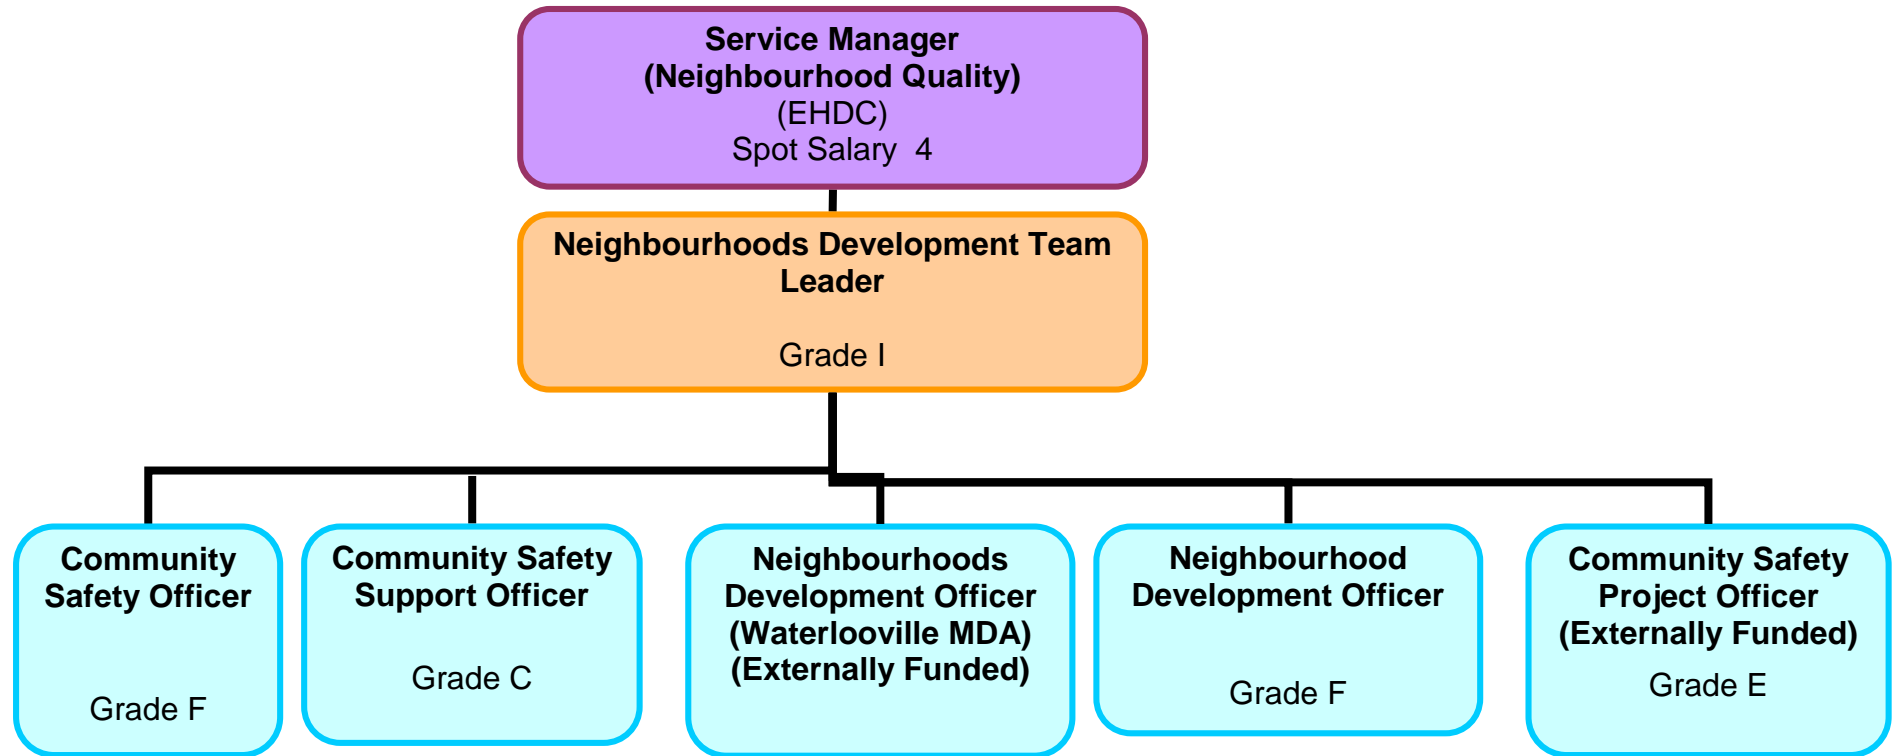 Service Manager
(Neighbourhood Quality)
(EHDC)
Spot Salary  4
Neighbourhoods Development Team
Leader
Grade I
Community
Safety Officer
Grade F
Community Safety
Support Officer
Grade C
Neighbourhoods
Development Officer
(Waterlooville MDA)
(Externally Funded)
Neighbourhood
Development Officer
Grade F
Community Safety
Project Officer
(Externally Funded)
Grade E